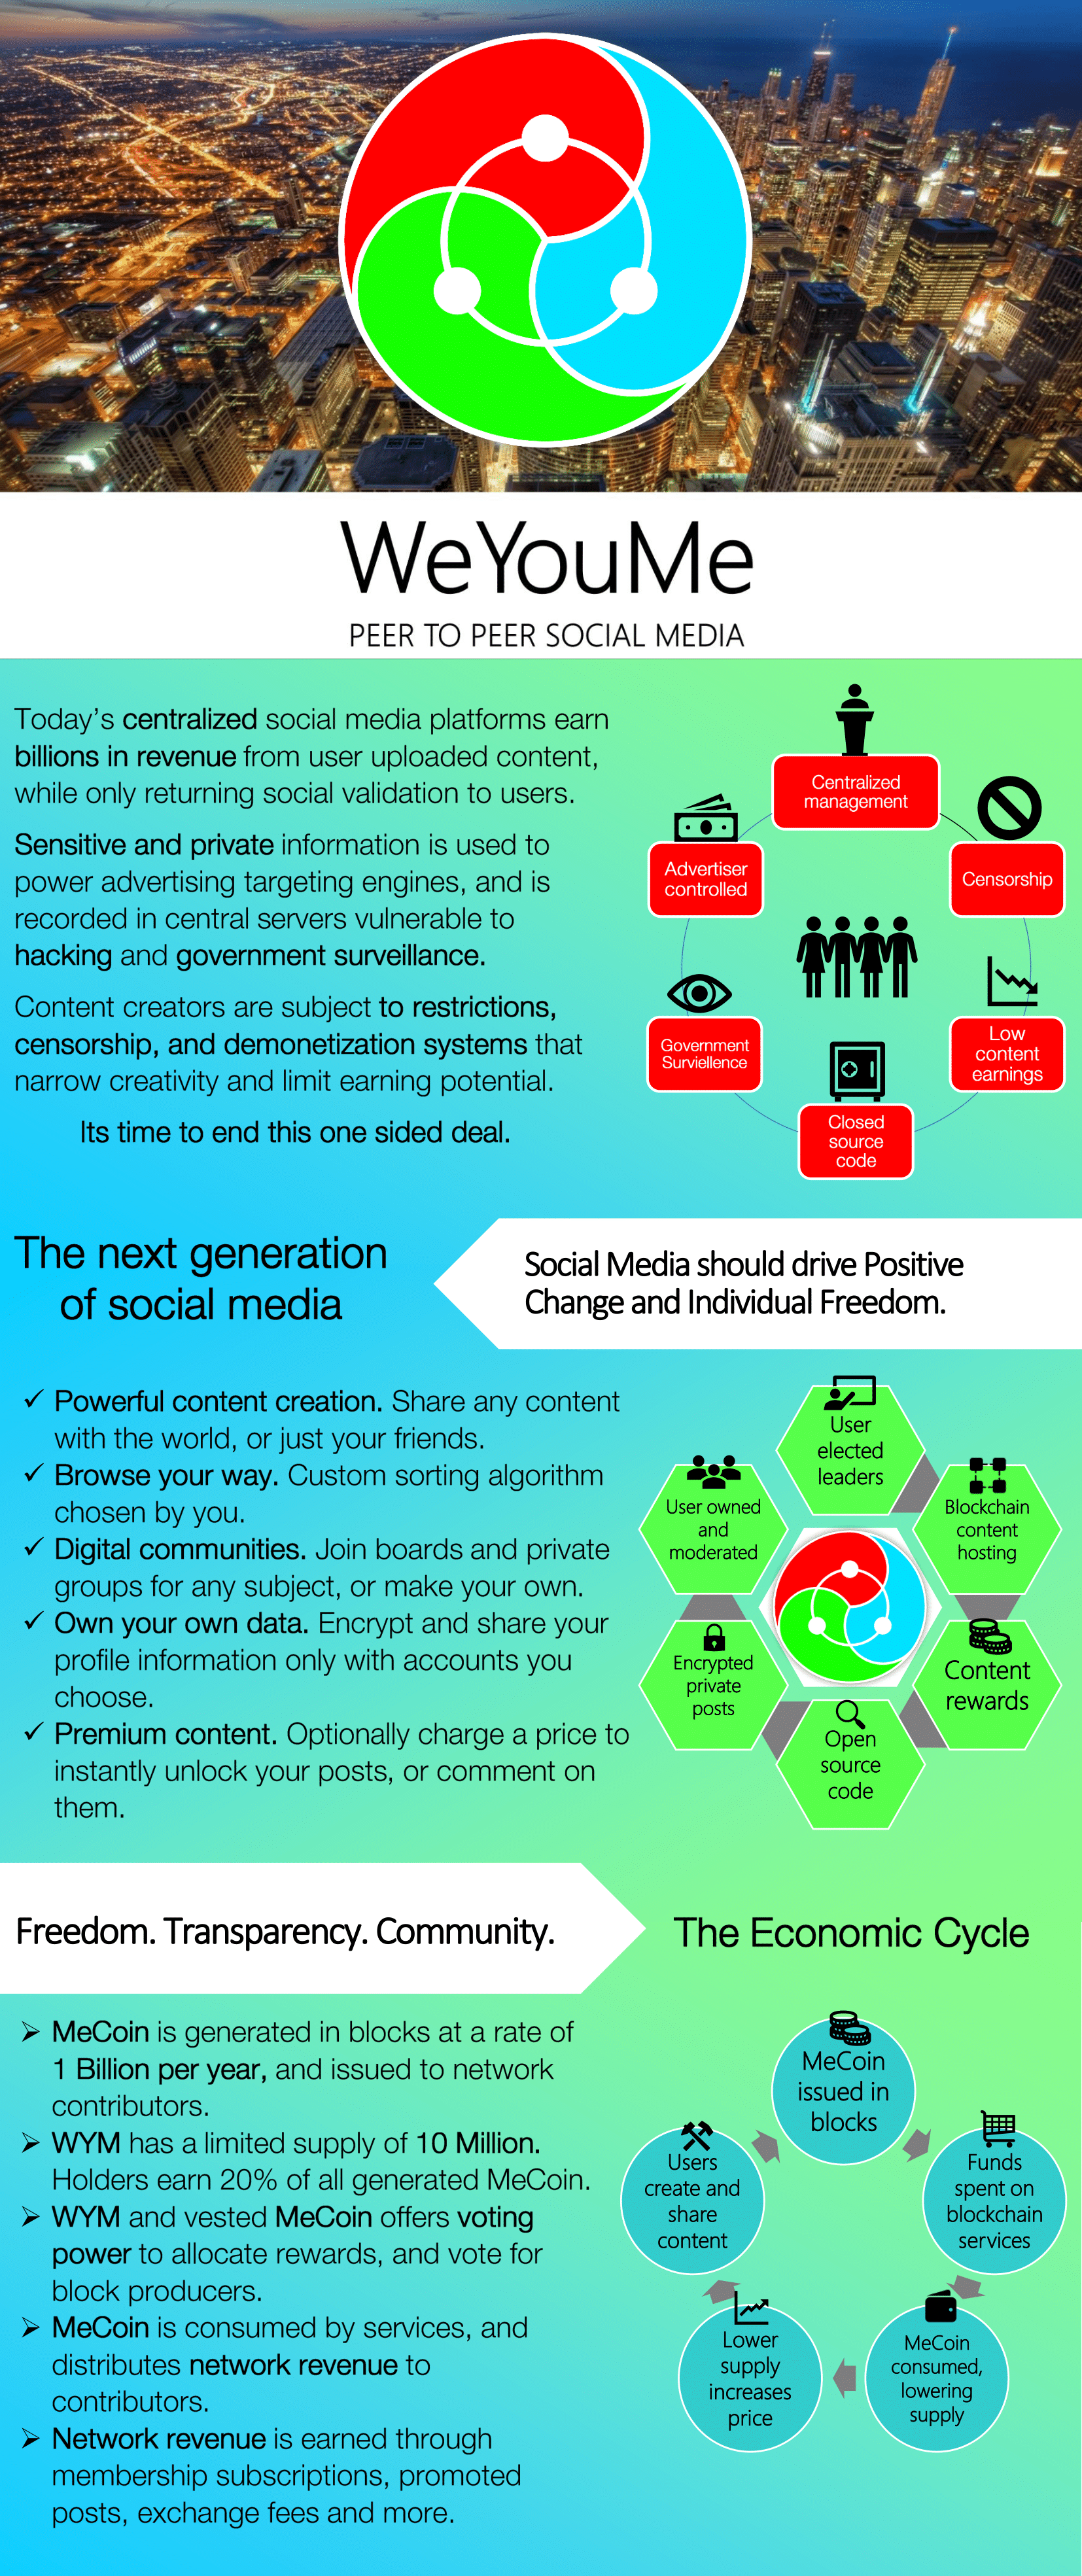 WeYouMe
PEER TO PEER SOCIAL MEDIA
Today's centralized social media platforms earn
billions in revenue from user uploaded content,
while only returning social validation to users.
Sensitive and private information is used to
power advertising targeting engines, and is
recorded in central servers vulnerable to
hacking and government surveillance.
Content creators are subject to restrictions,
censorship, and demonetization systems that
narrow creativity and limit earning potential.
Its time to end this one sided deal.
Centralized
management
Censorship
Low
content
earnings
Closed
source
code
Government
Surviellence
Advertiser
controlled
The next generation
of social media
Social Media should drive Positive
Change and Individual Freedom.
✓ Powerful content creation. Share any content
with the world, or just your friends.
✓ Browse your way. Custom sorting algorithm
chosen by you.
✓ Digital communities. Join boards and private
groups for any subject, or make your own.
✓ Own your own data. Encrypt and share your
profile information only with accounts you
choose.
✓ Premium content. Optionally charge a price to
instantly unlock your posts, or comment on
them.
User
elected
leaders
Blockchain
content
hosting
Content
rewards
Open
source
code
Encrypted
private
posts
User owned
and
moderated
Freedom. Transparency. Community.
The Economic Cycle
➢ MeCoin is generated in blocks at a rate of
1 Billion per year, and issued to network
contributors.
➢ WYM has a limited supply of 10 Million.
Holders earn 20% of all generated MeCoin.
➢ WYM and vested MeCoin offers voting
power to allocate rewards, and vote for
block producers.
➢ MeCoin is consumed by services, and
distributes network revenue to
contributors.
➢ Network revenue is earned through
membership subscriptions, promoted
posts, exchange fees and more.
MeCoin
issued in
blocks
Funds
spent on
blockchain
services
MeCoin
consumed,
lowering
supply
Lower
supply
increases
price
Users
create and
share
content